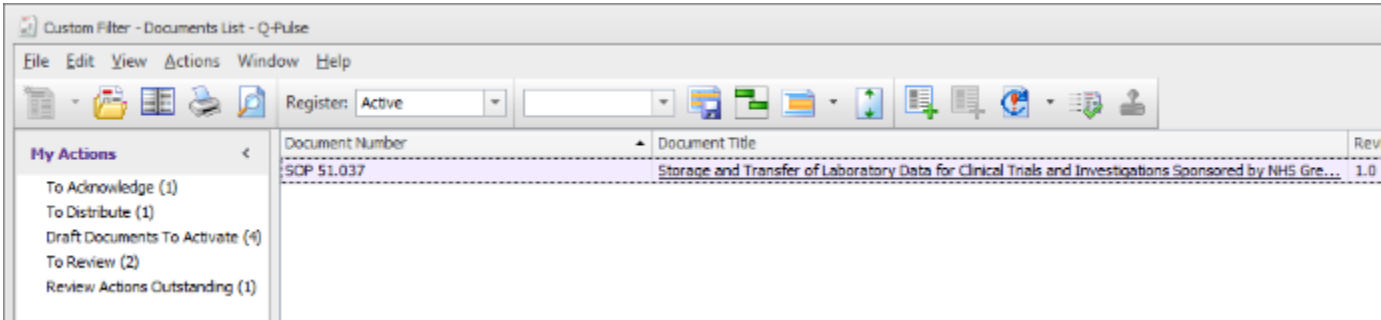 Custom Filter - Documents List - Q-Pulse
File Edit View Actions Window Help
Register: Active
My Actions
Document Number Document Title Revi
SOP 51.037 Storage and Transfer of Laboratory Data for Clinical Trials and Investigations Sponsored by NHS Gre... 1.0
To Acknowledge (1)
To Distribute (1)
Draft Documents To Activate (4)
To Review (2)
Review Actions Outstanding (1)